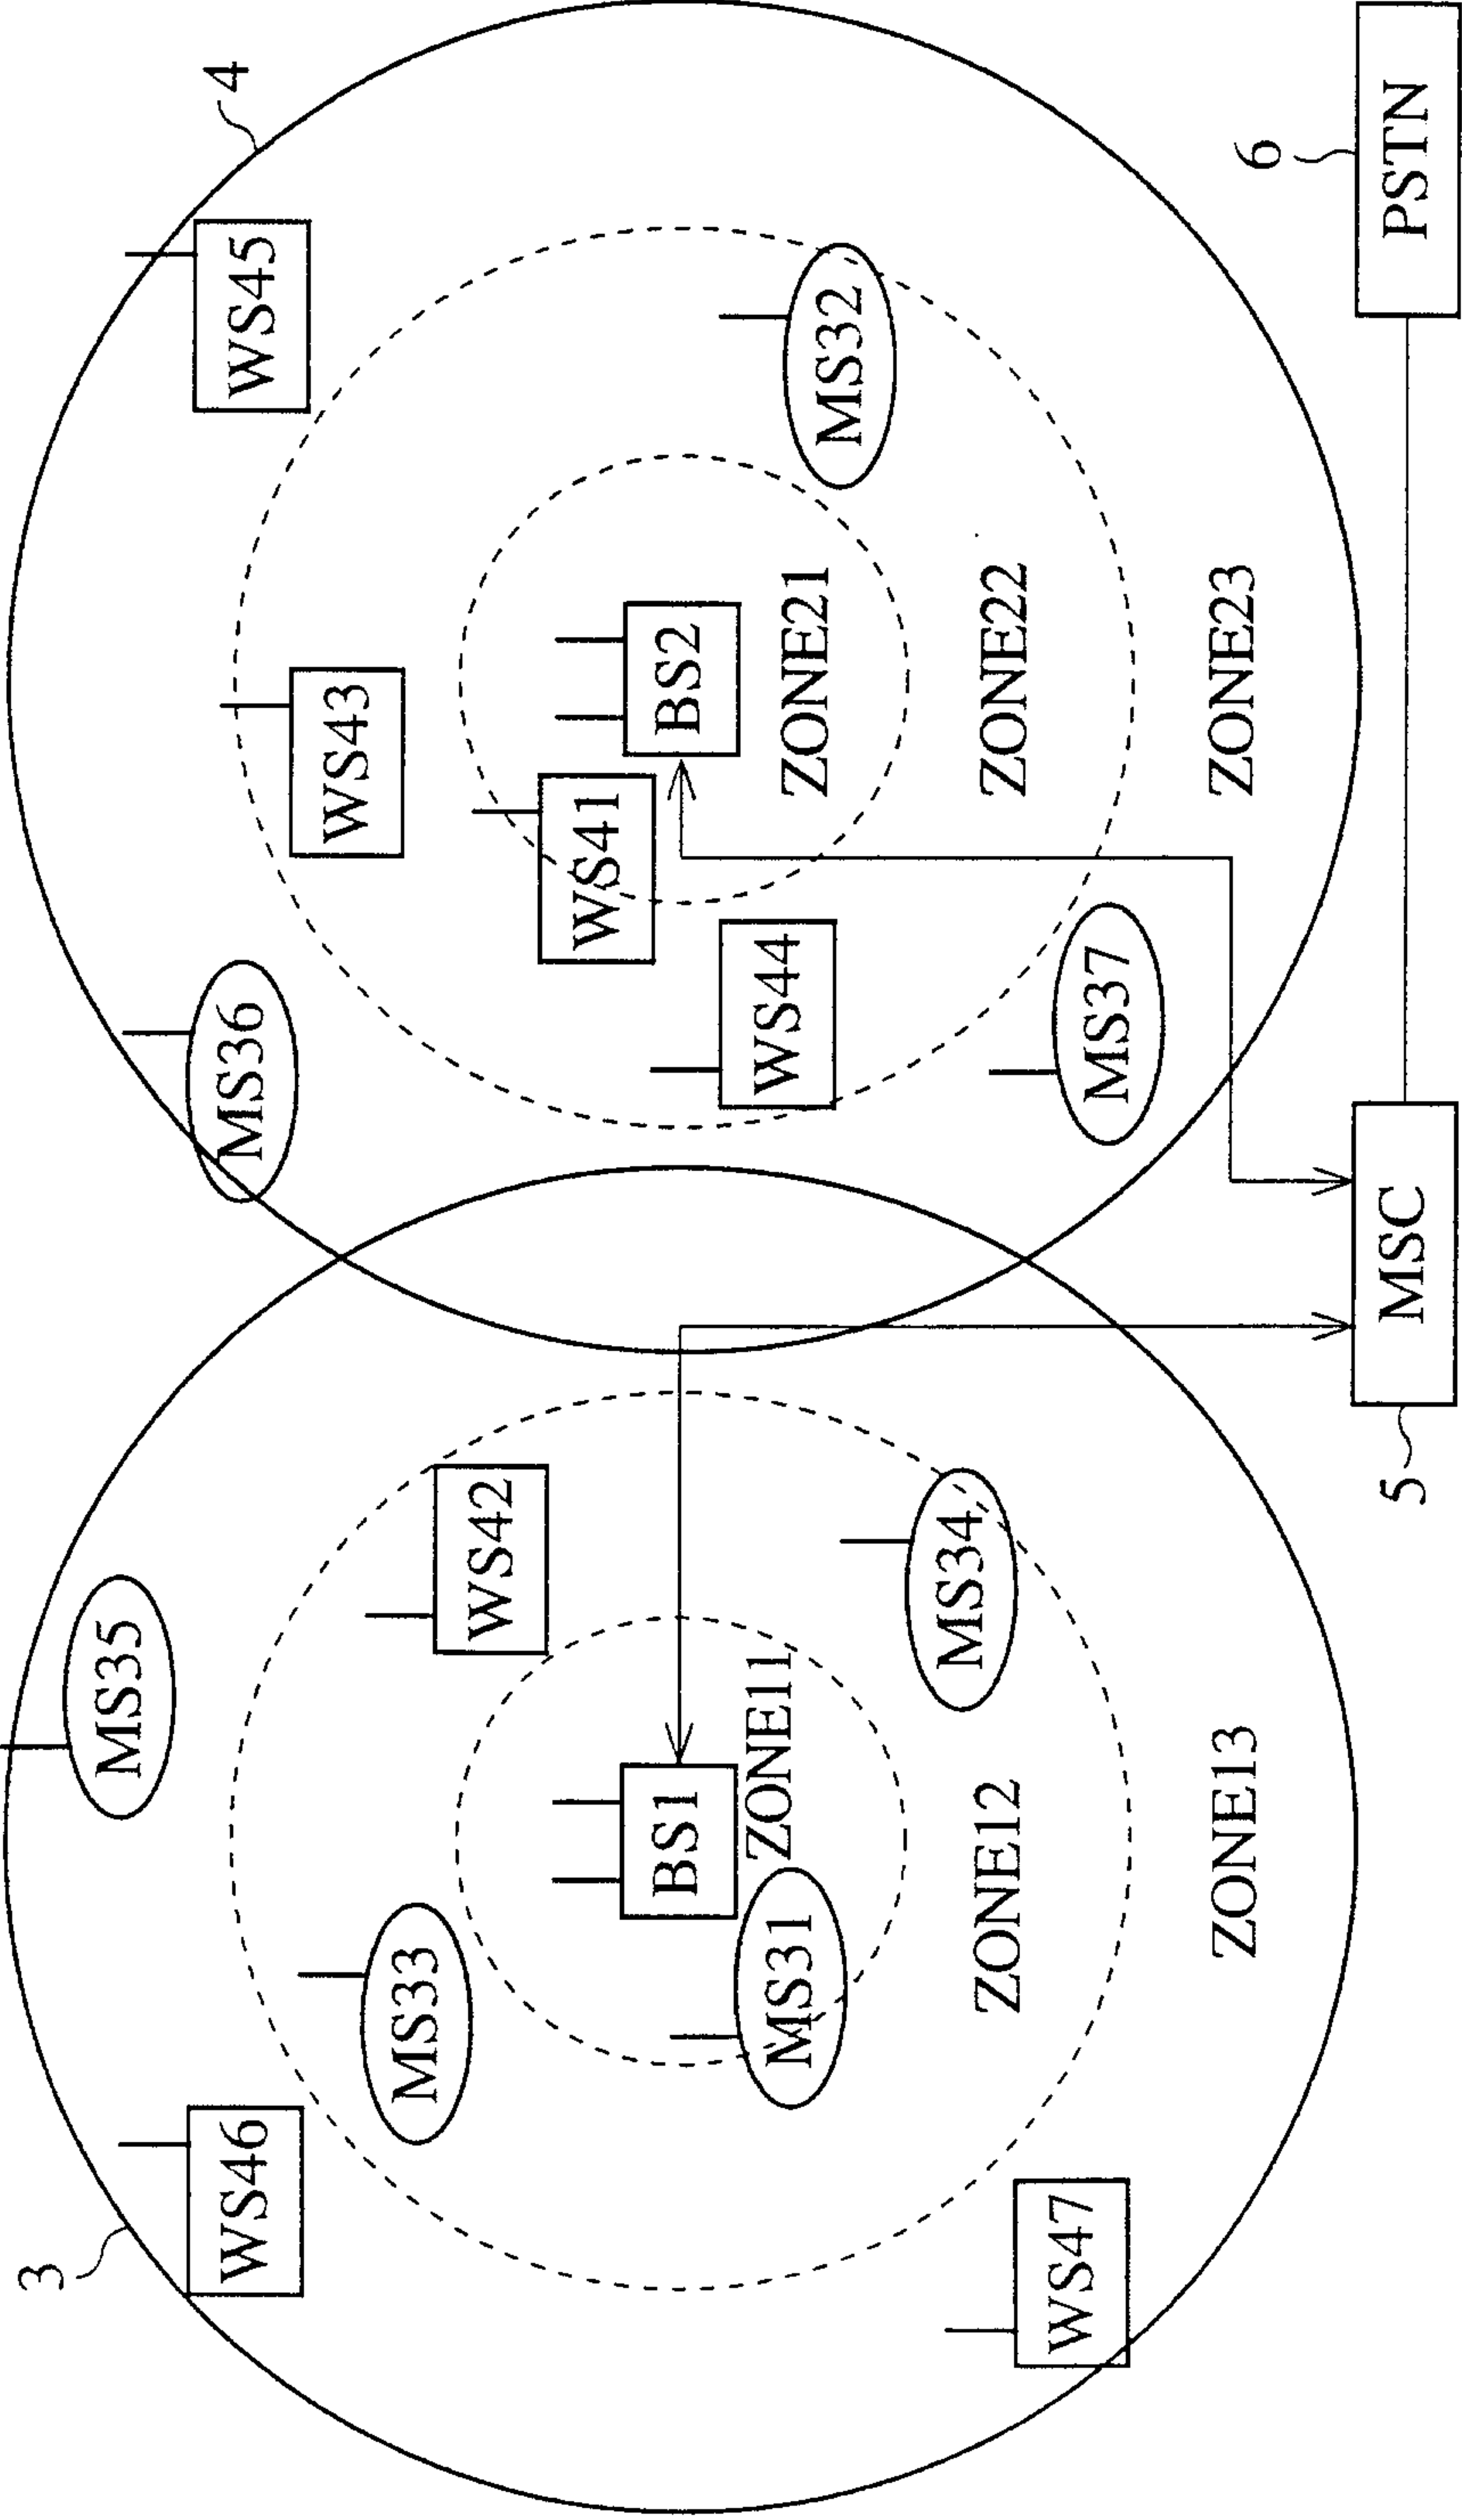 3
4
WS46
MS35
MS36
WS45
MS33
WS42
WS43
WS41
BS1
BS2
MS31
ZONE11
WS44
ZONE21
MS32
MS34
ZONE12
ZONE22
WS47
MS37
ZONE13
ZONE23
6
5
MSC
PSTN